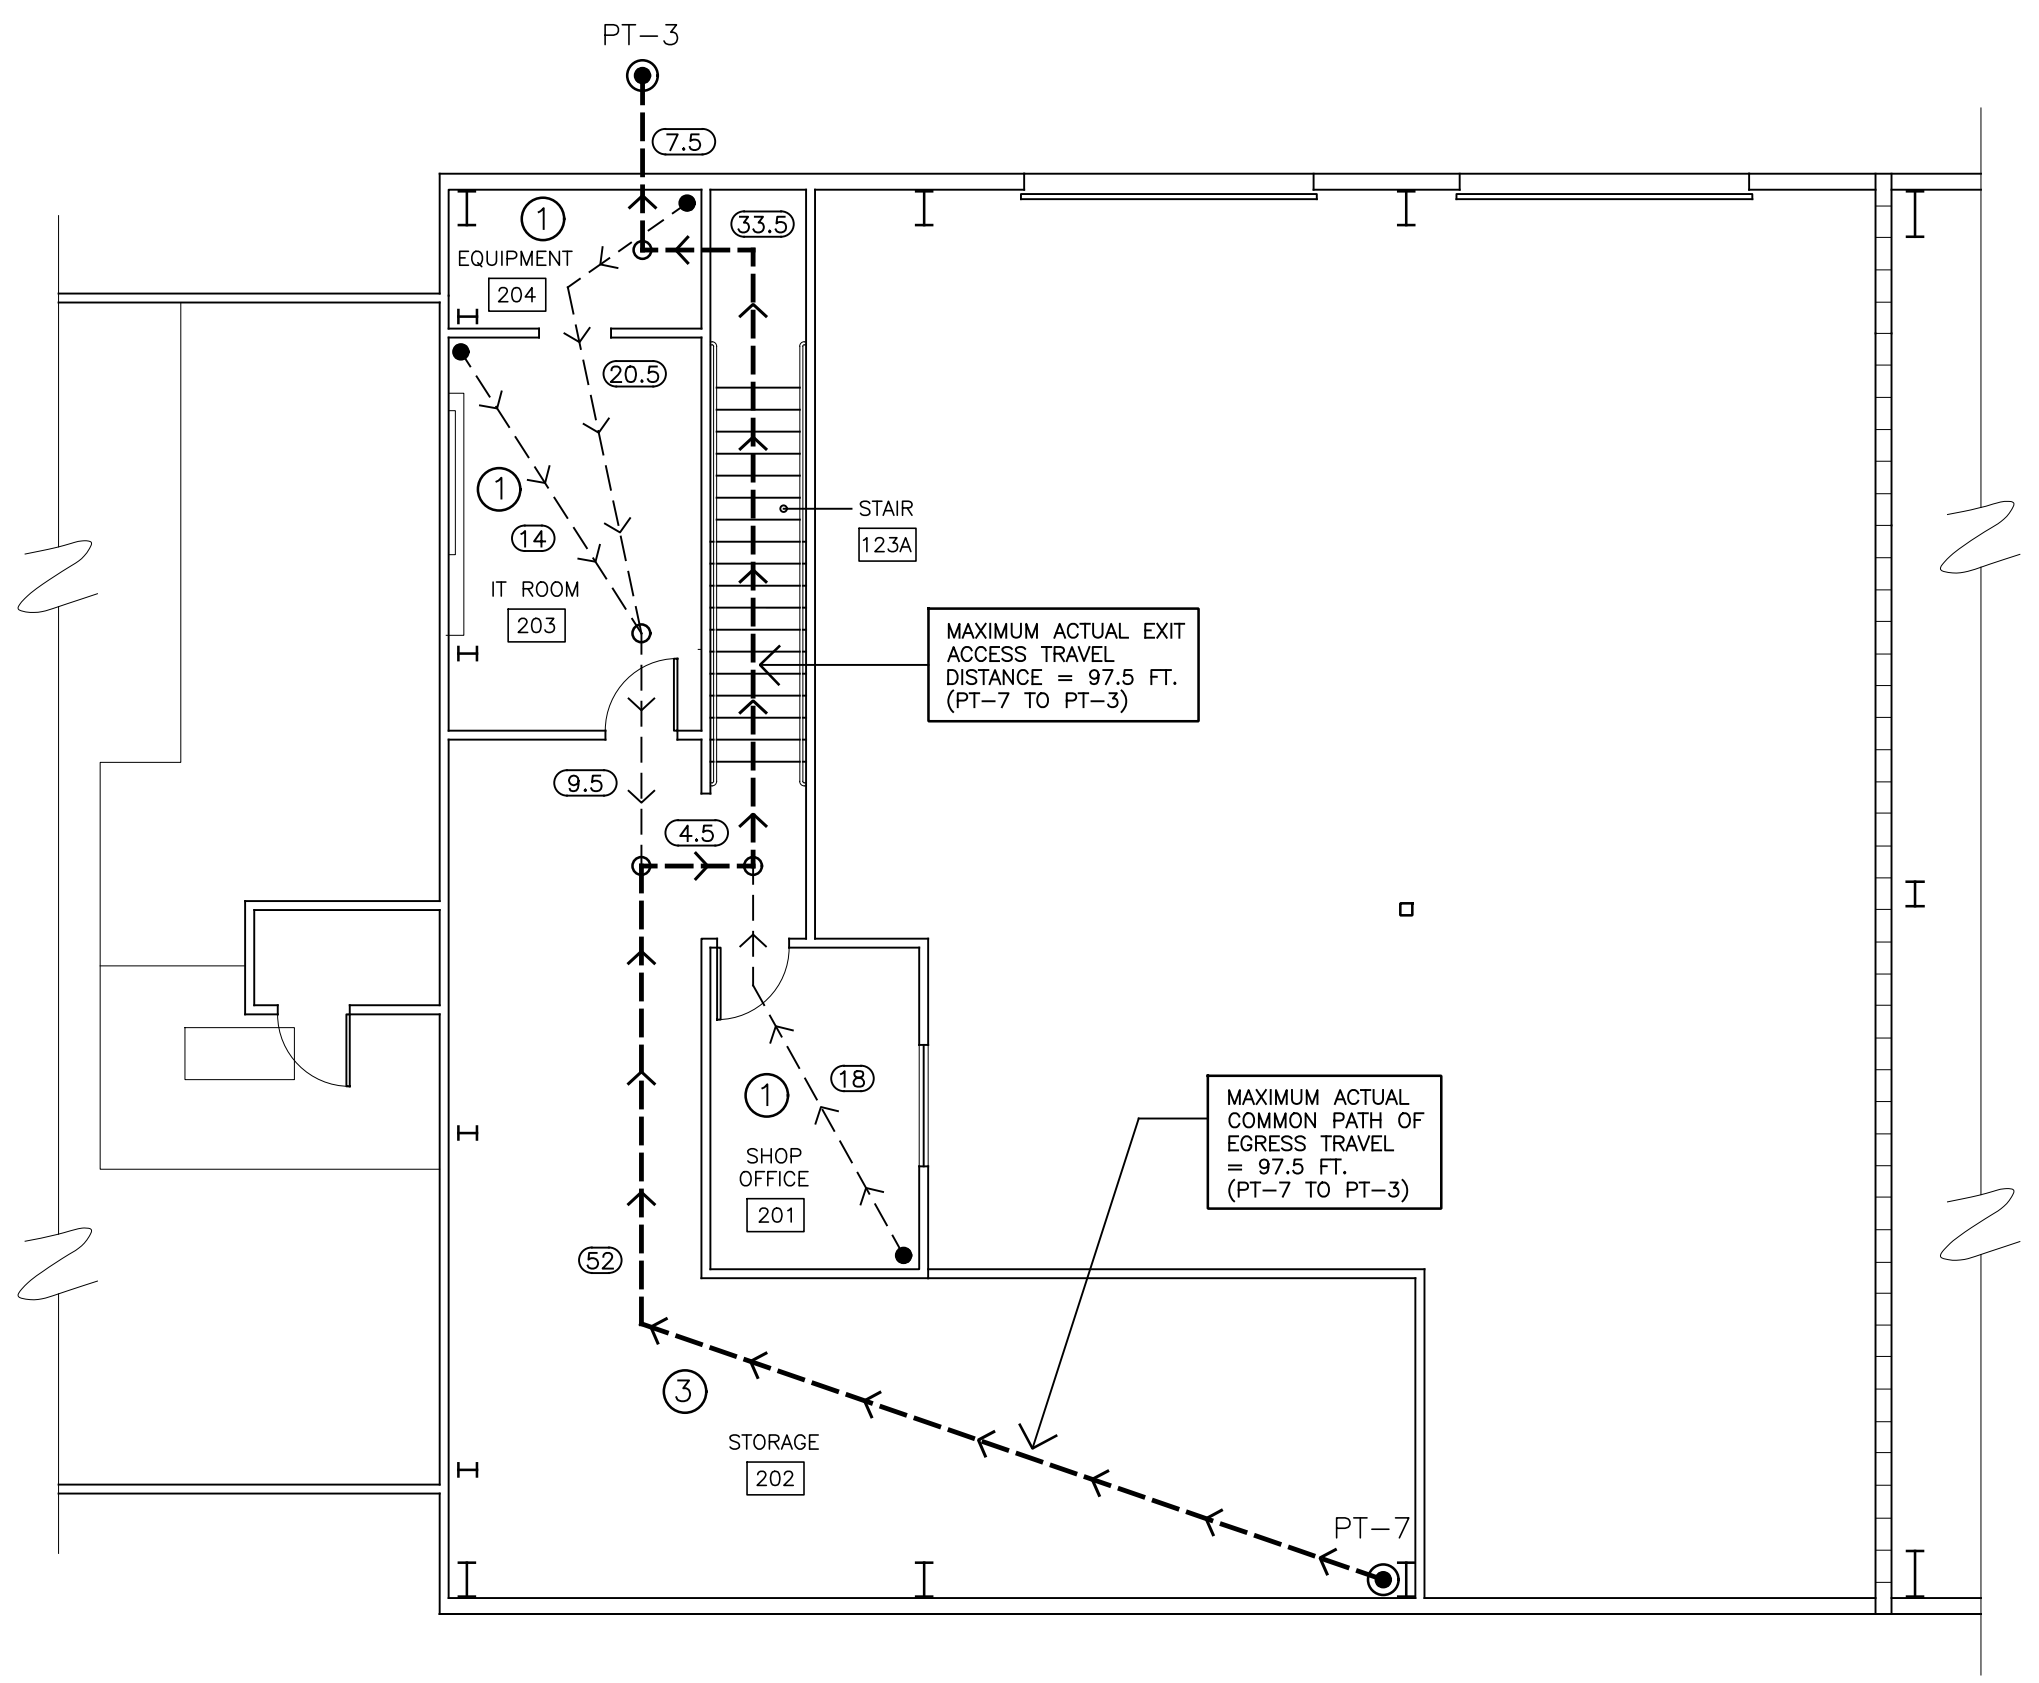 PT-3
7.5
1
33.5
EQUIPMENT
204
20.5
1
14
STAIR
123A
IT ROOM
203
MAXIMUM ACTUAL EXIT
ACCESS TRAVEL
DISTANCE = 97.5 FT.
(PT-7 TO PT-3)
9.5
4.5
18
1
MAXIMUM ACTUAL
COMMON PATH OF
EGRESS TRAVEL
= 97.5 FT.
(PT-7 TO PT-3)
SHOP
OFFICE
201
52
3
STORAGE
202
PT-7